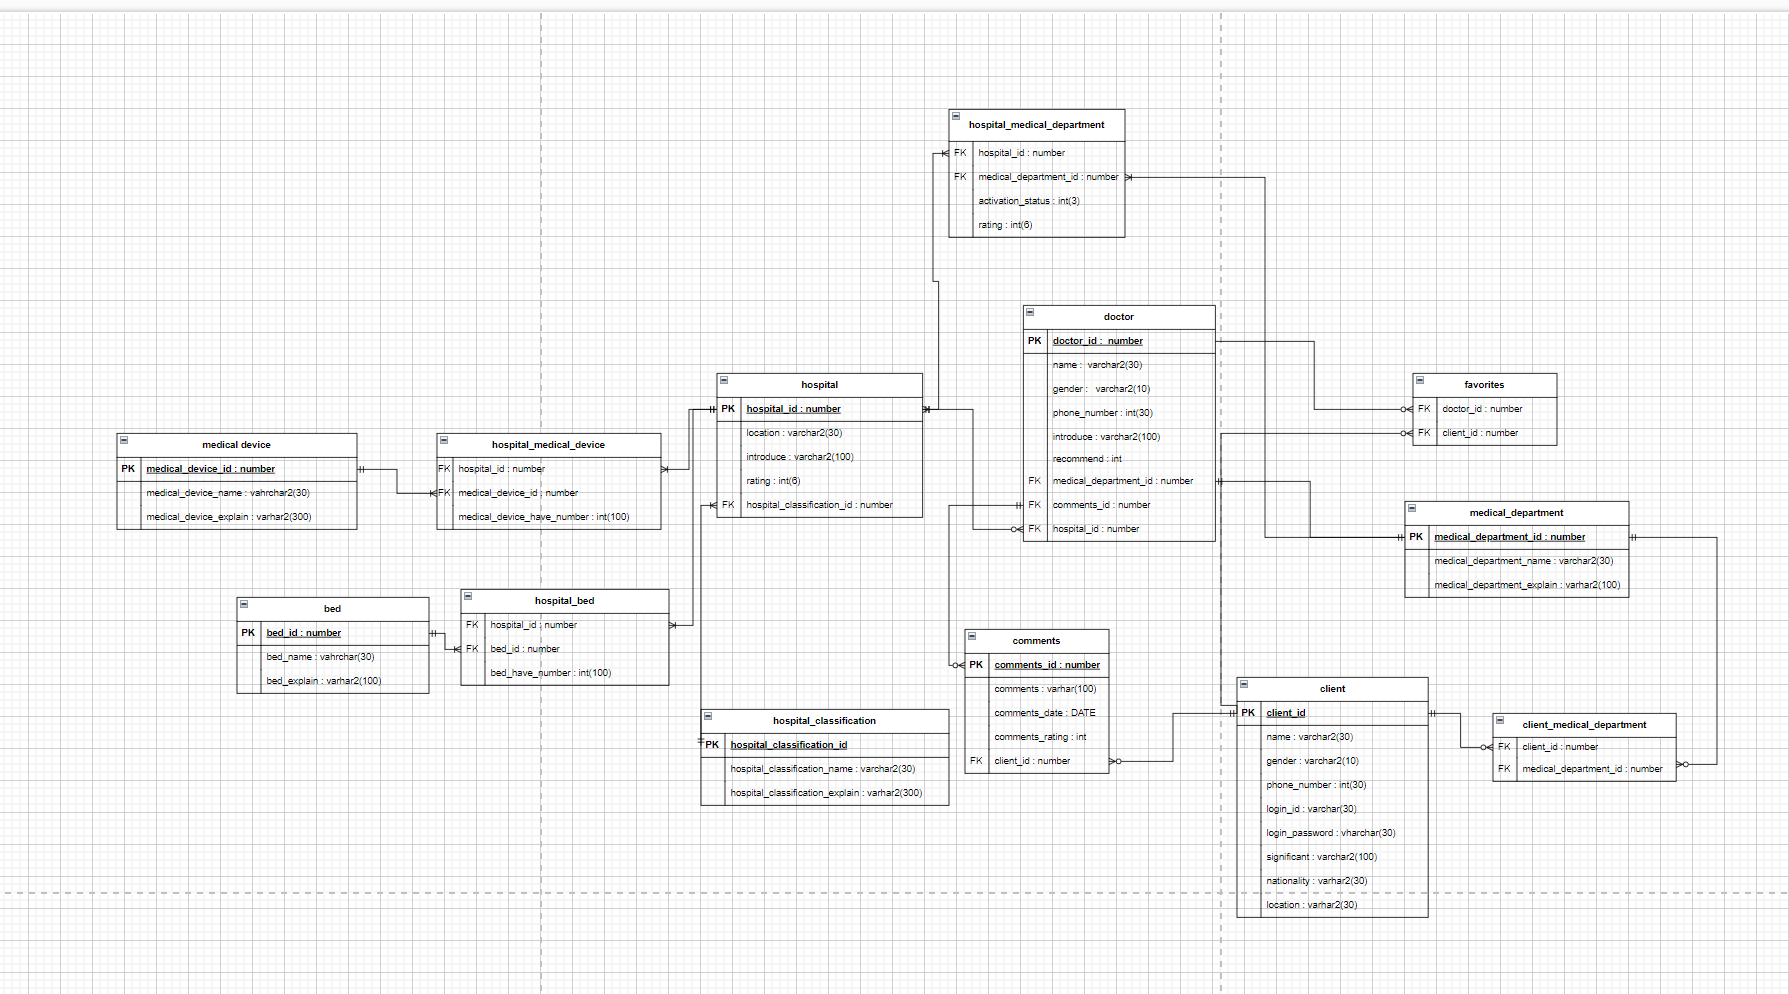 hospital_medical_department
FK hospital_id : number
FK medical_department_id : number
activation_status : int(3)
rating : int(6)
doctor
PK doctor_id : number
name : varchar2(30)
gender : varchar2(10)
phone_number : int(30)
introduce : varchar2(100)
recommend : int
FK medical_department_id : number
FK comments_id : number
FK hospital_id : number
hospital
PK hospital_id : number
location : varchar2(30)
introduce : varchar2(100)
rating : int(6)
FK hospital_classification_id : number
favorites
FK doctor_id : number
FK client_id : number
medical device
PK medical_device_id : number
medical_device_name : vahrchar2(30)
medical_device_explain : varhar2(300)
hospital_medical_device
FK hospital_id : number
FK medical_device_id : number
medical_device_have_number : int(100)
medical_department
PK medical_department_id : number
medical_department_name : varchar2(30)
medical_department_explain : varhar2(100)
bed
PK bed_id : number
bed_name : vahrchar(30)
bed_explain : varhar2(100)
hospital_bed
FK hospital_id : number
FK bed_id : number
bed_have_number : int(100)
comments
PK comments_id : number
comments : varhar(100)
comments_date : DATE
comments_rating : int
FK client_id : number
hospital_classification
PK hospital_classification_id
hospital_classification_name : varchar2(30)
hospital_classification_explain : varhar2(300)
client
PK client_id
name : varchar2(30)
gender : varchar2(10)
phone_number : int(30)
login_id : varchar(30)
login_password : vharchar(30)
significant : varchar2(100)
nationality : varhar2(30)
location : varhar2(30)
client_medical_department
FK client_id : number
FK medical_department_id : number